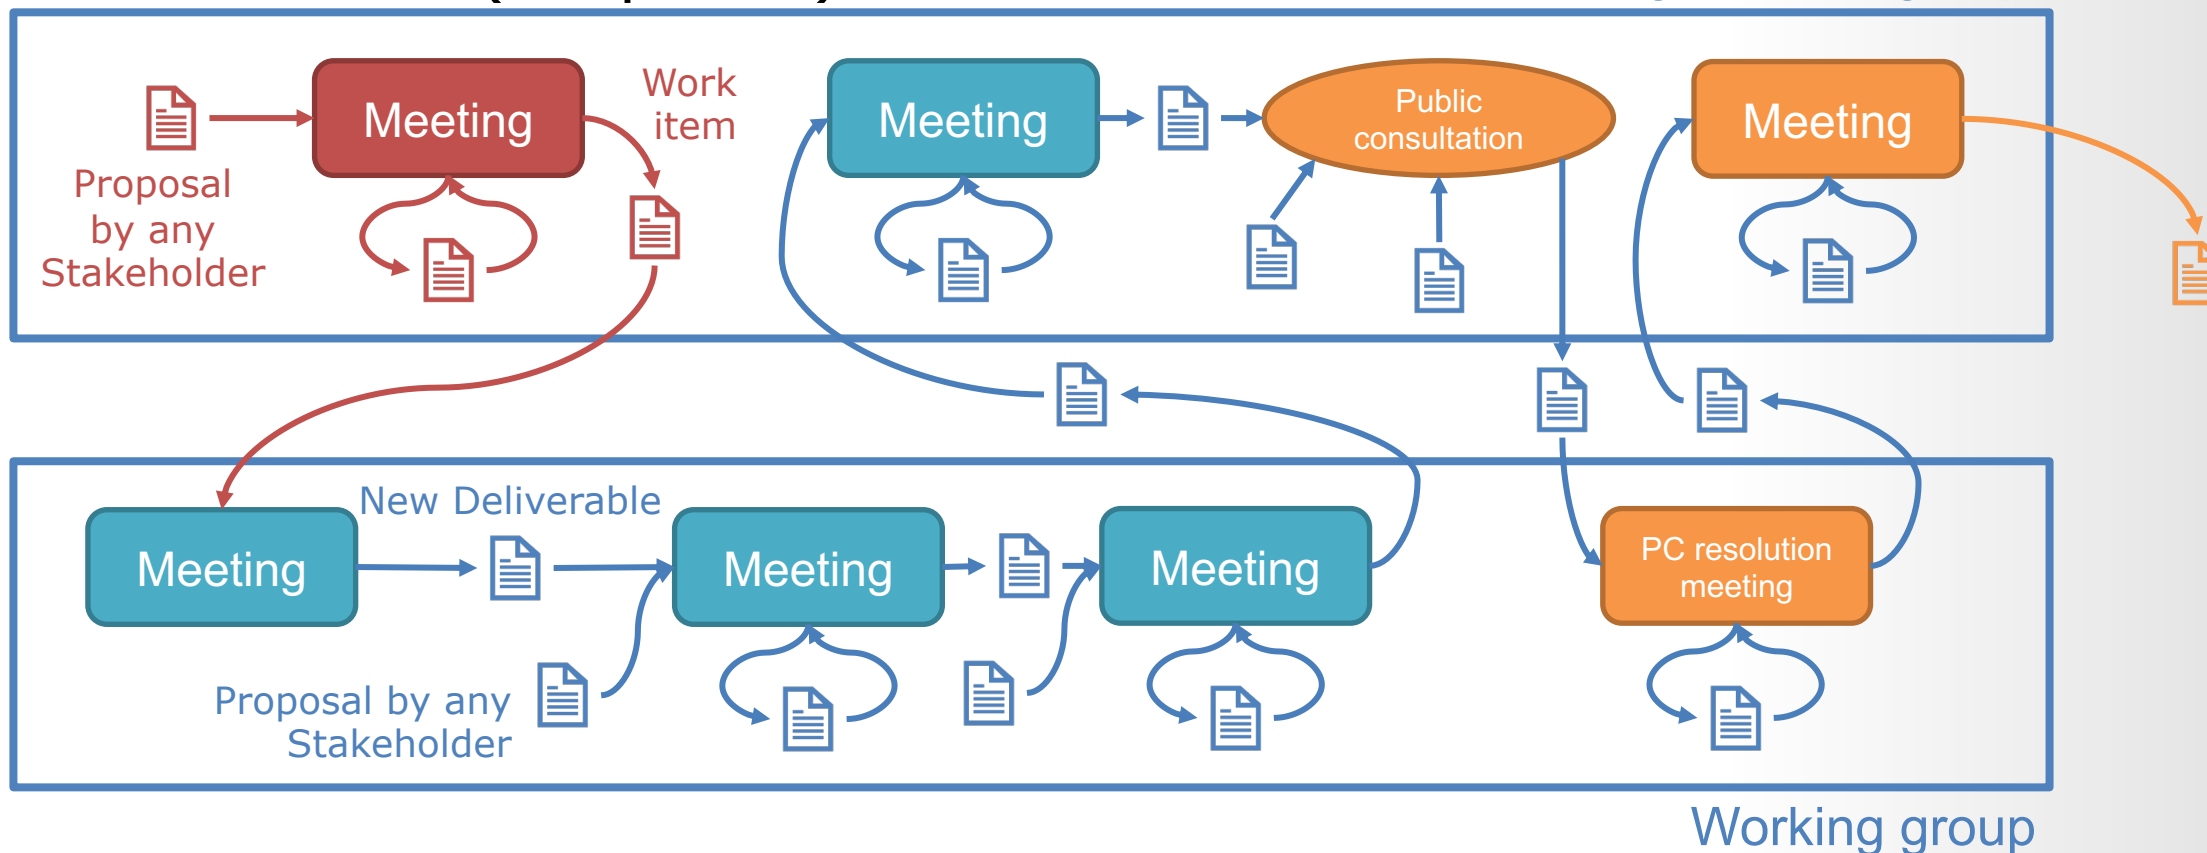 Meeting
Work
item
Proposal
by any
Stakeholder
Meeting
Public
consultation
Meeting
New Deliverable
Meeting
Meeting
Meeting
PC resolution
meeting
Proposal by any
Stakeholder
Working group